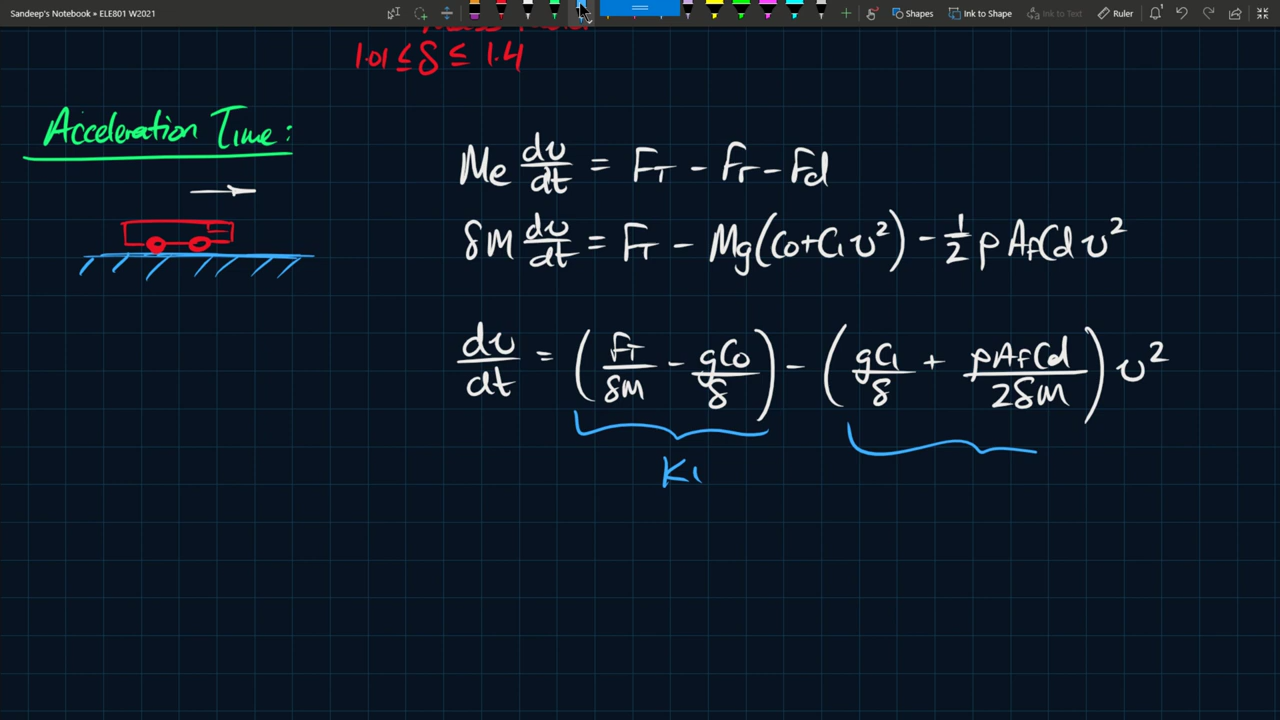 Sandeep's Notebook » ELE801 W2021
Shapes
Ink to Shape
Ink to Text
Ruler
1.01 ≤ δ ≤ 1.4
Acceleration Time:
Me dv/dt = FT - Fr - Fd
δM dv/dt = FT - Mg(C0+C1v²) - 1/2 ρAfCd v²
dv/dt = (FT/δM - gC0/δ) - (gC1/δ + ρAfCd/2δM) v²
K1